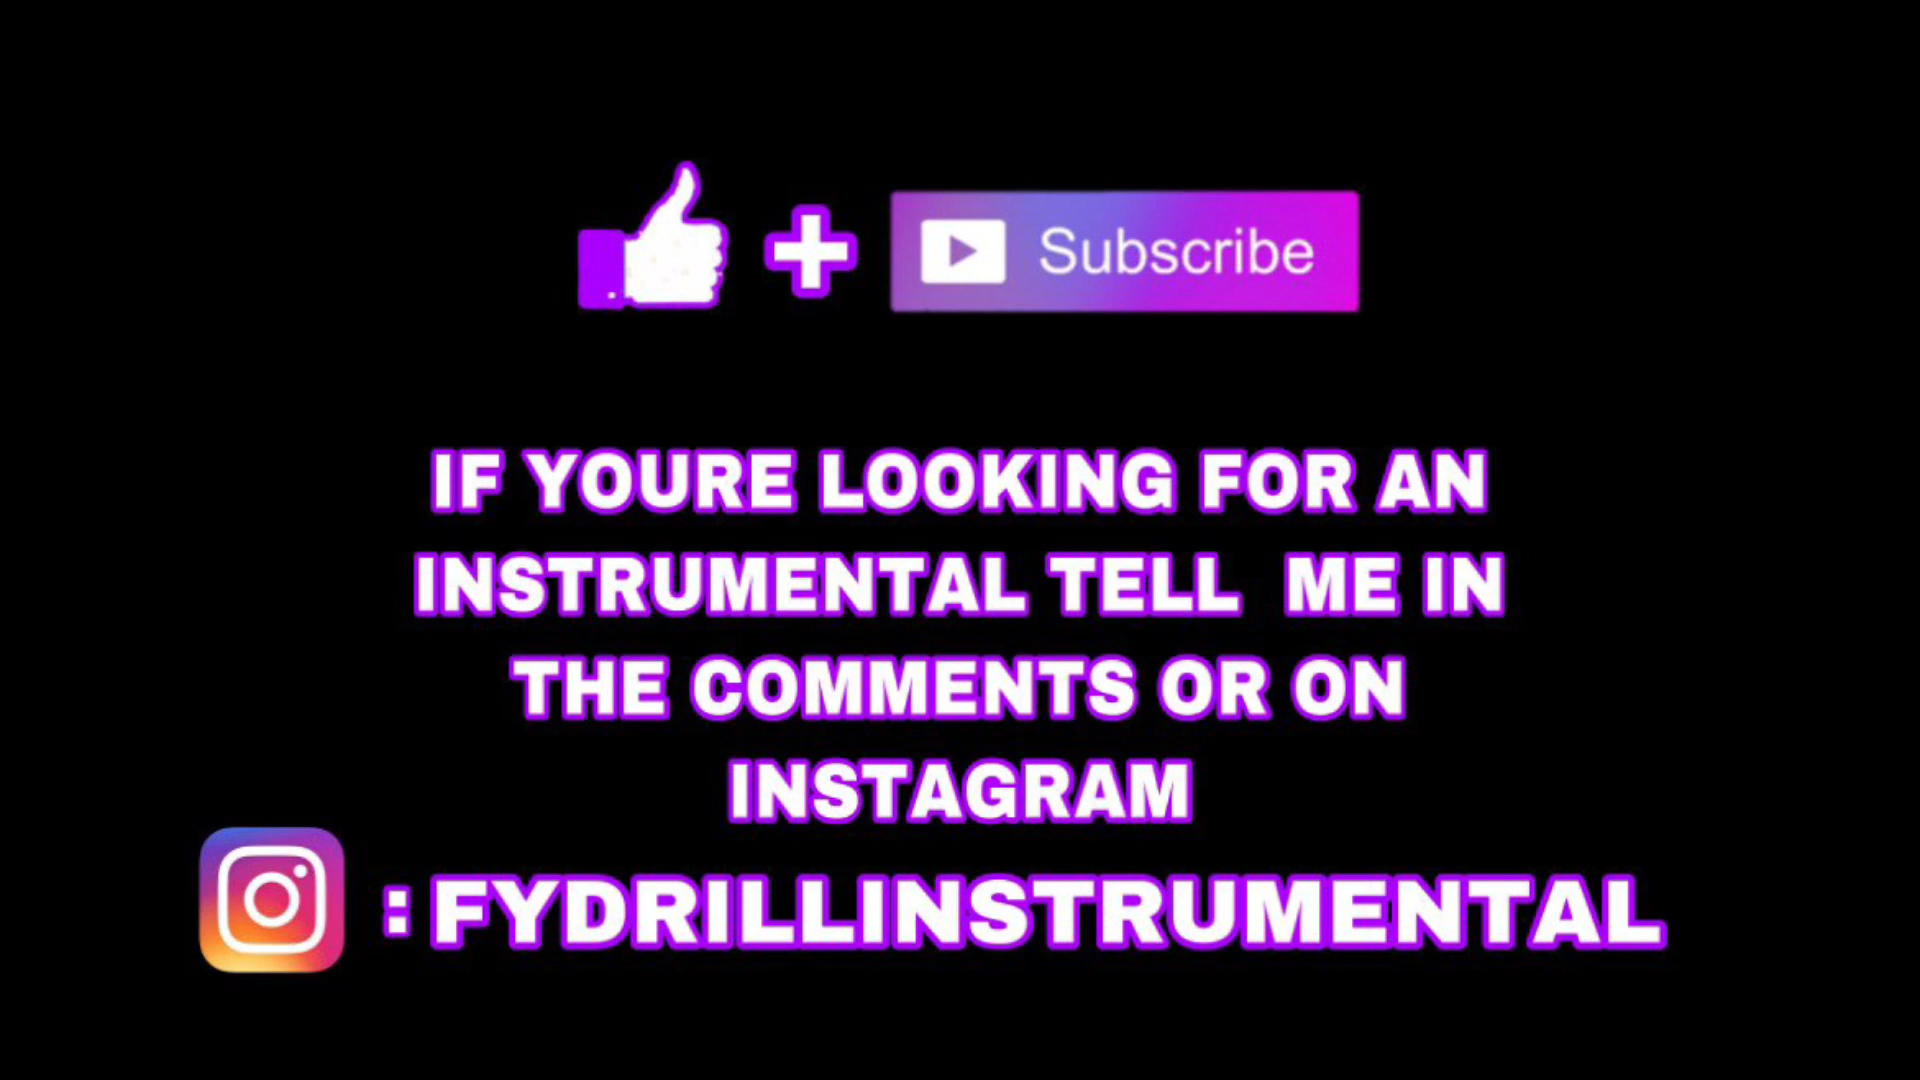 + Subscribe
IF YOURE LOOKING FOR AN
INSTRUMENTAL TELL  ME IN
THE COMMENTS OR ON
INSTAGRAM
: FYDRILLINSTRUMENTAL